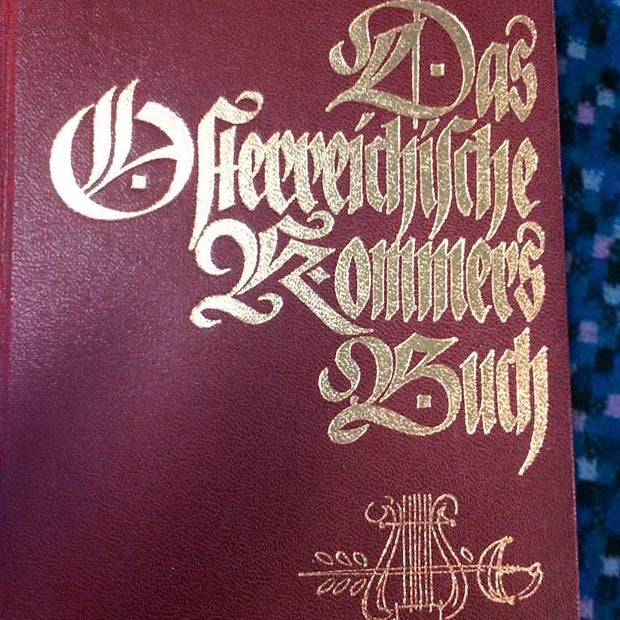 Das
Österreichische
Kommers
Buch